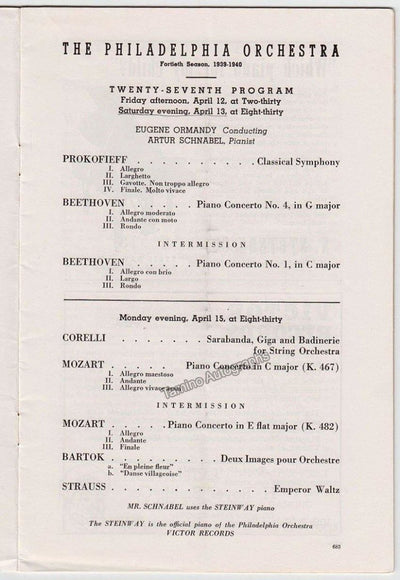 THE PHILADELPHIA ORCHESTRA
Fortieth Season, 1939-1940
TWENTY-SEVENTH PROGRAM
Friday afternoon, April 12, at Two-thirty
Saturday evening, April 13, at Eight-thirty
EUGENE ORMANDY Conducting
ARTUR SCHNABEL, Pianist
PROKOFIEFF . . . . . . . . . . Classical Symphony
I. Allegro
II. Larghetto
III. Gavotte. Non troppo allegro
IV. Finale. Molto vivace
BEETHOVEN . . . . . Piano Concerto No. 4, in G major
I. Allegro moderato
II. Andante con moto
III. Rondo
INTERMISSION
BEETHOVEN . . . . . Piano Concerto No. 1, in C major
I. Allegro con brio
II. Largo
III. Rondo
Monday evening, April 15, at Eight-thirty
CORELLI . . . . . . . Sarabanda, Giga and Badinerie
for String Orchestra
MOZART . . . . . Piano Concerto in C major (K. 467)
I. Allegro maestoso
II. Andante
III. Allegro vivace assai
Tamino Autographs
INTERMISSION
MOZART . . . . . Piano Concerto in E flat major (K. 482)
I. Allegro
II. Andante
III. Finale
BARTOK . . . . . . . . Deux Images pour Orchestre
a. "En pleine fleur"
b. "Danse villageoise"
STRAUSS . . . . . . . . . . . . Emperor Waltz
MR. SCHNABEL uses the STEINWAY piano
The STEINWAY is the official piano of the Philadelphia Orchestra
VICTOR RECORDS
683